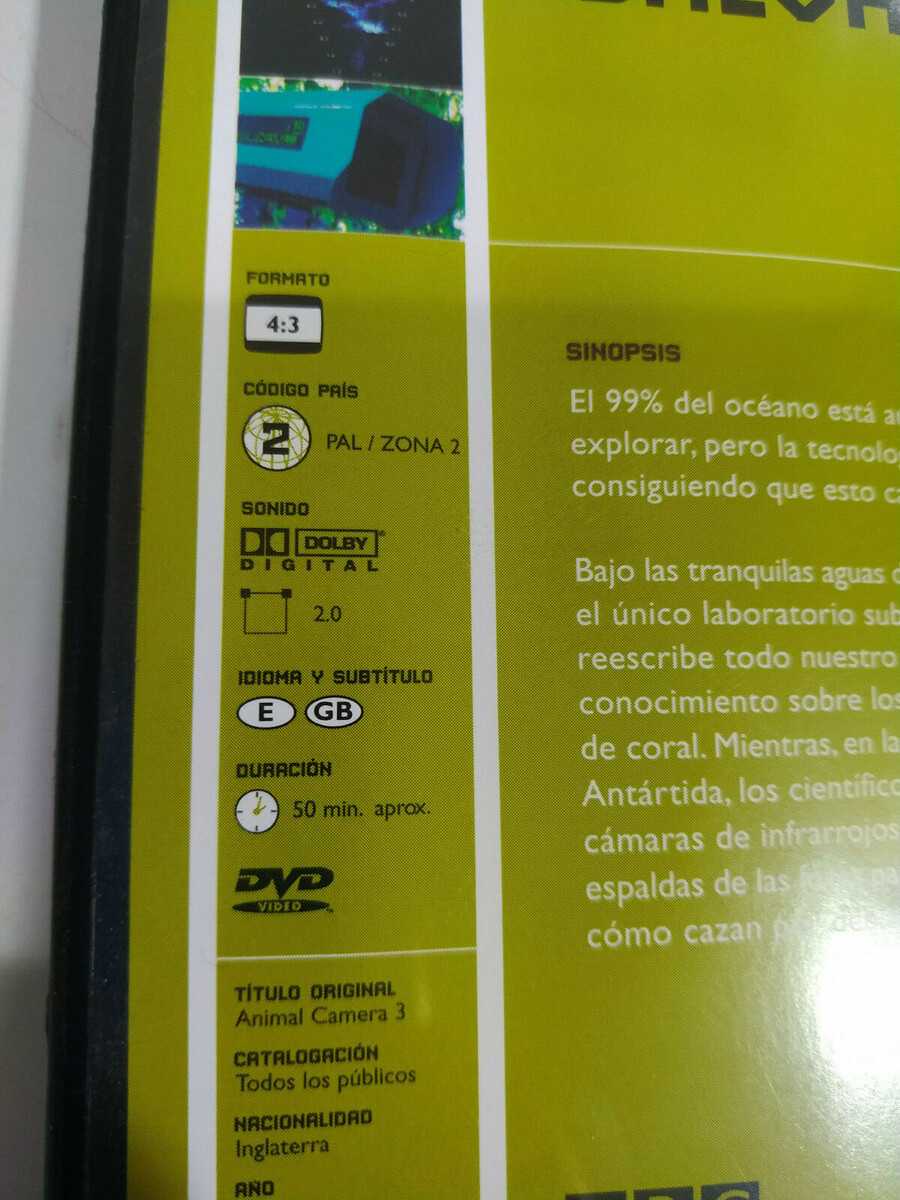 FORMATO
4:3
CÓDIGO PAÍS
2 PAL / ZONA 2
SONIDO
DOLBY®
DIGITAL
2.0
IDIOMA Y SUBTÍTULO
E GB
DURACIÓN
50 min. aprox.
DVD
VIDEO
TÍTULO ORIGINAL
Animal Camera 3
CATALOGACIÓN
Todos los públicos
NACIONALIDAD
Inglaterra
AÑO
SINOPSIS
El 99% del océano está
explorar, pero la
consiguiendo que esto
Bajo las tranquilas aguas
el único laboratorio
reescribe todo nuestro
conocimiento sobre los
de coral. Mientras, en la
Antártida, los
cámaras de infrarrojos
espaldas de las
cómo cazan